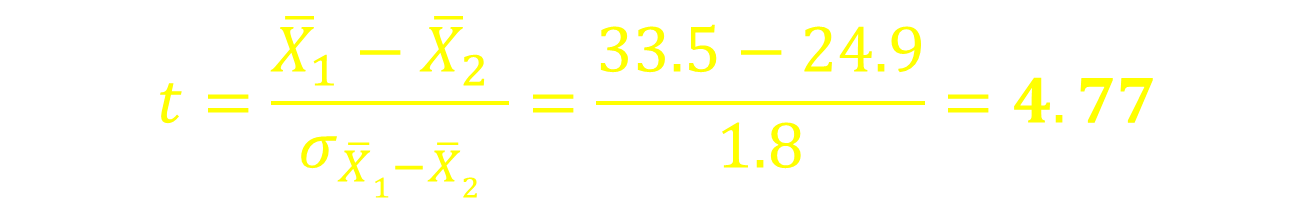 t = (X̄₁ − X̄₂) / σ_(X̄₁−X̄₂) = (33.5 − 24.9) / 1.8 = 4.77